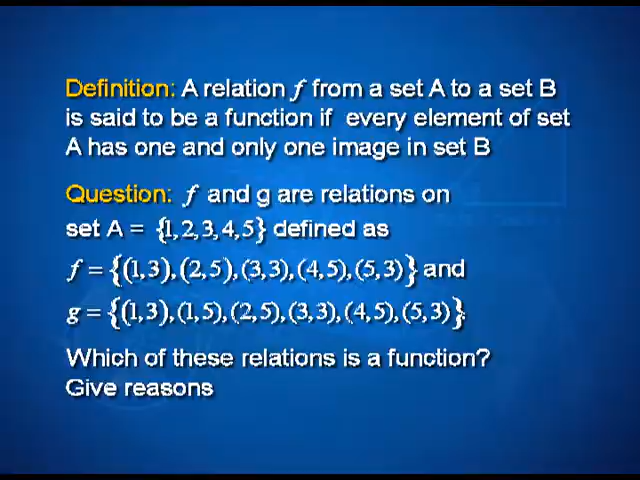 Definition: A relation f from a set A to a set B
is said to be a function if every element of set
A has one and only one image in set B
Question: f and g are relations on
set A = {1,2,3,4,5} defined as
f = {(1,3),(2,5),(3,3),(4,5),(5,3)} and
g = {(1,3),(1,5),(2,5),(3,3),(4,5),(5,3)}
Which of these relations is a function?
Give reasons